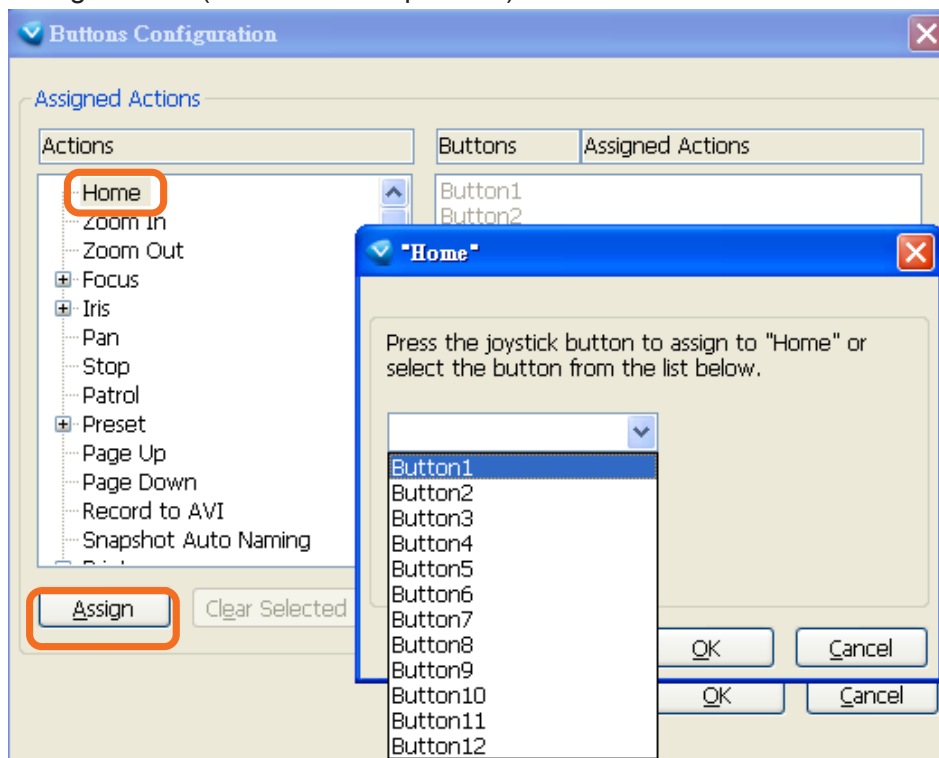 Buttons Configuration
Assigned Actions
Actions
Buttons
Assigned Actions
Home
Zoom In
Zoom Out
Focus
Iris
Pan
Stop
Patrol
Preset
Page Up
Page Down
Record to AVI
Snapshot Auto Naming
Button1
Button2
Assign
Clear Selected
"Home"
Press the joystick button to assign to "Home" or
select the button from the list below.
Button1
Button2
Button3
Button4
Button5
Button6
Button7
Button8
Button9
Button10
Button11
Button12
OK
Cancel
OK
Cancel